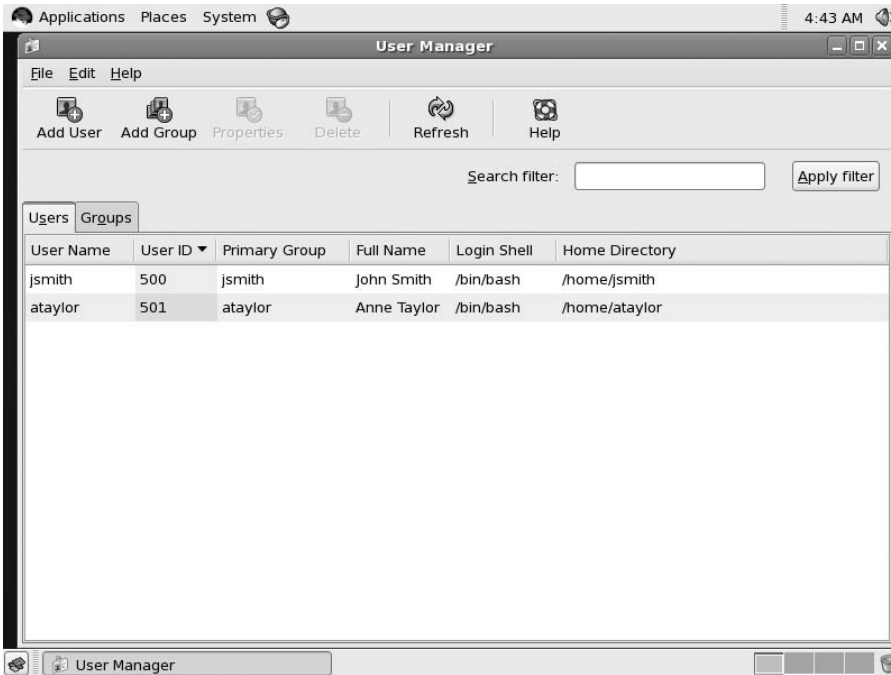 Applications Places System 4:43 AM
User Manager
File Edit Help
Add User Add Group Properties Delete Refresh Help
Search filter: Apply filter
Users Groups
User Name User ID Primary Group Full Name Login Shell Home Directory
jsmith 500 jsmith John Smith /bin/bash /home/jsmith
ataylor 501 ataylor Anne Taylor /bin/bash /home/ataylor
User Manager